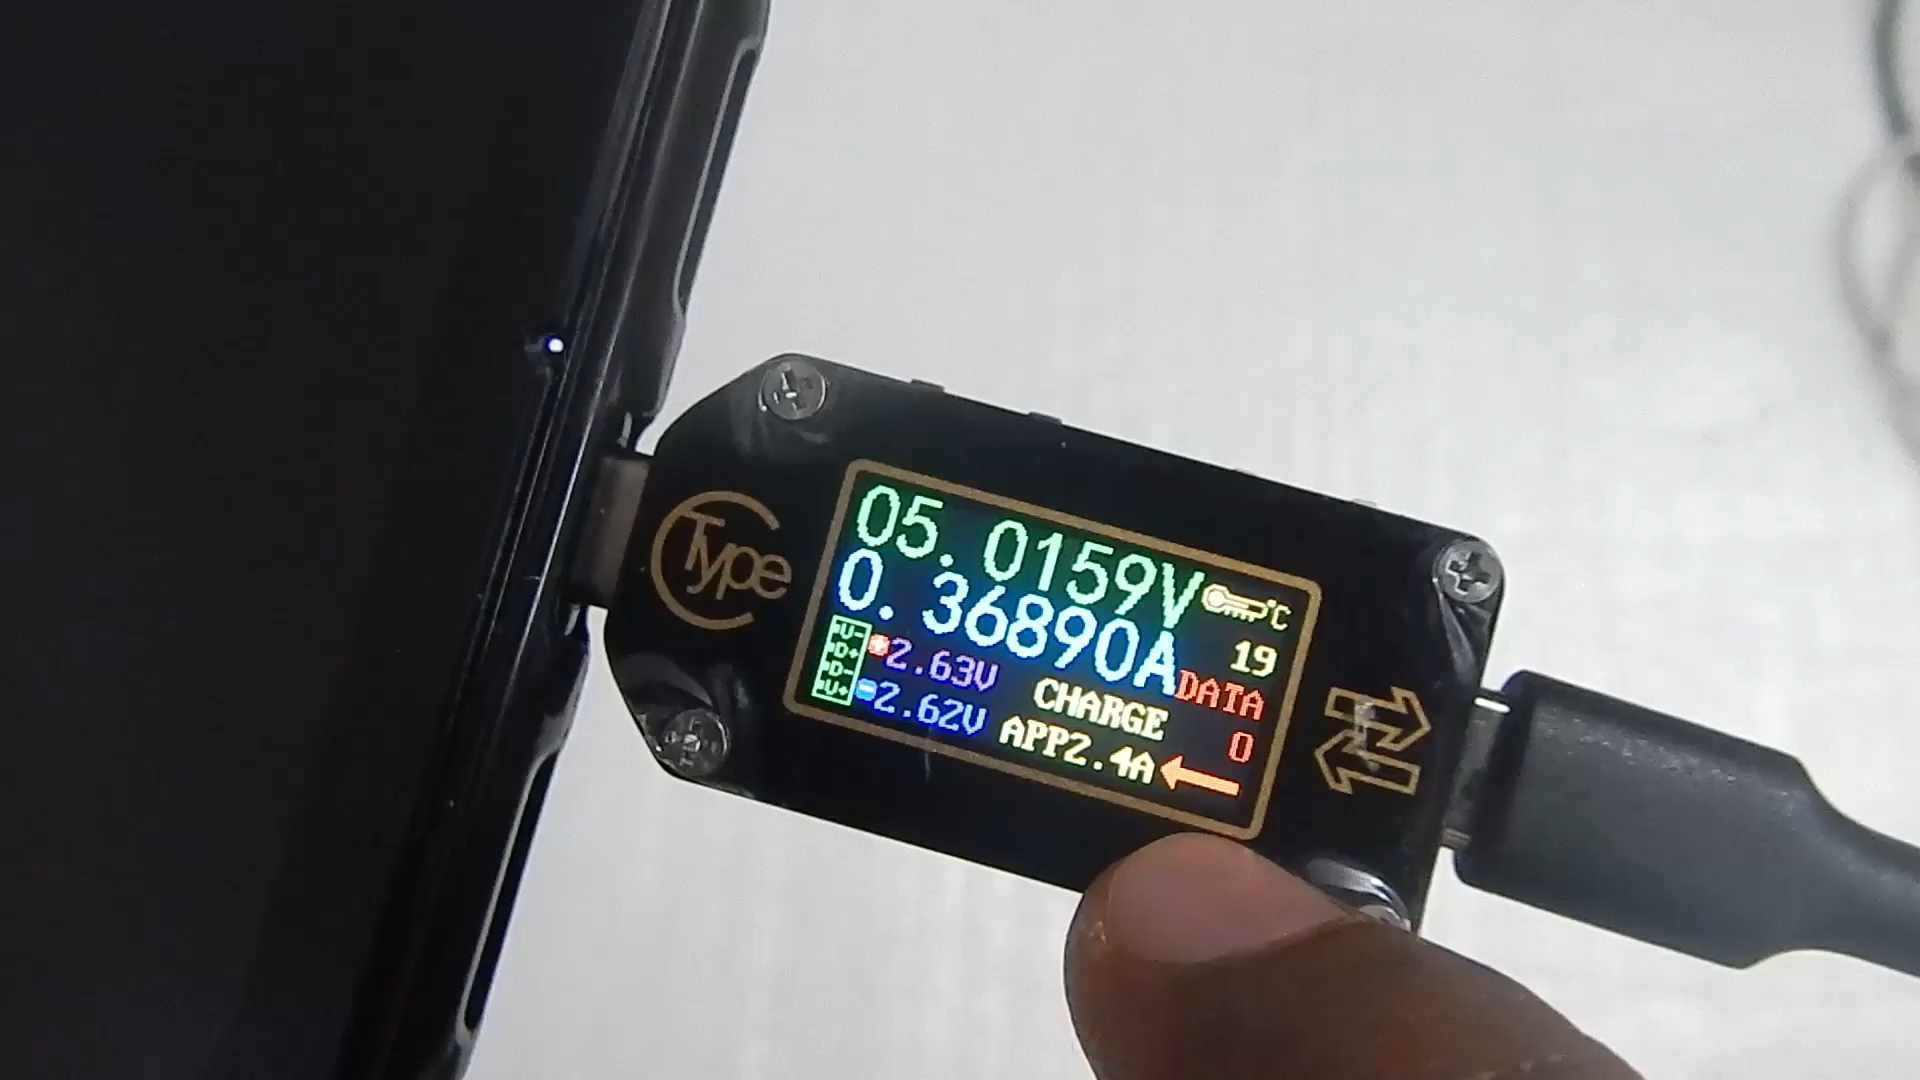 Type
05.0159V
°C
0.36890A
19
U-
D+
D-
U+
2.63V
2.62V
CHARGE
APP2.4A
DATA
0